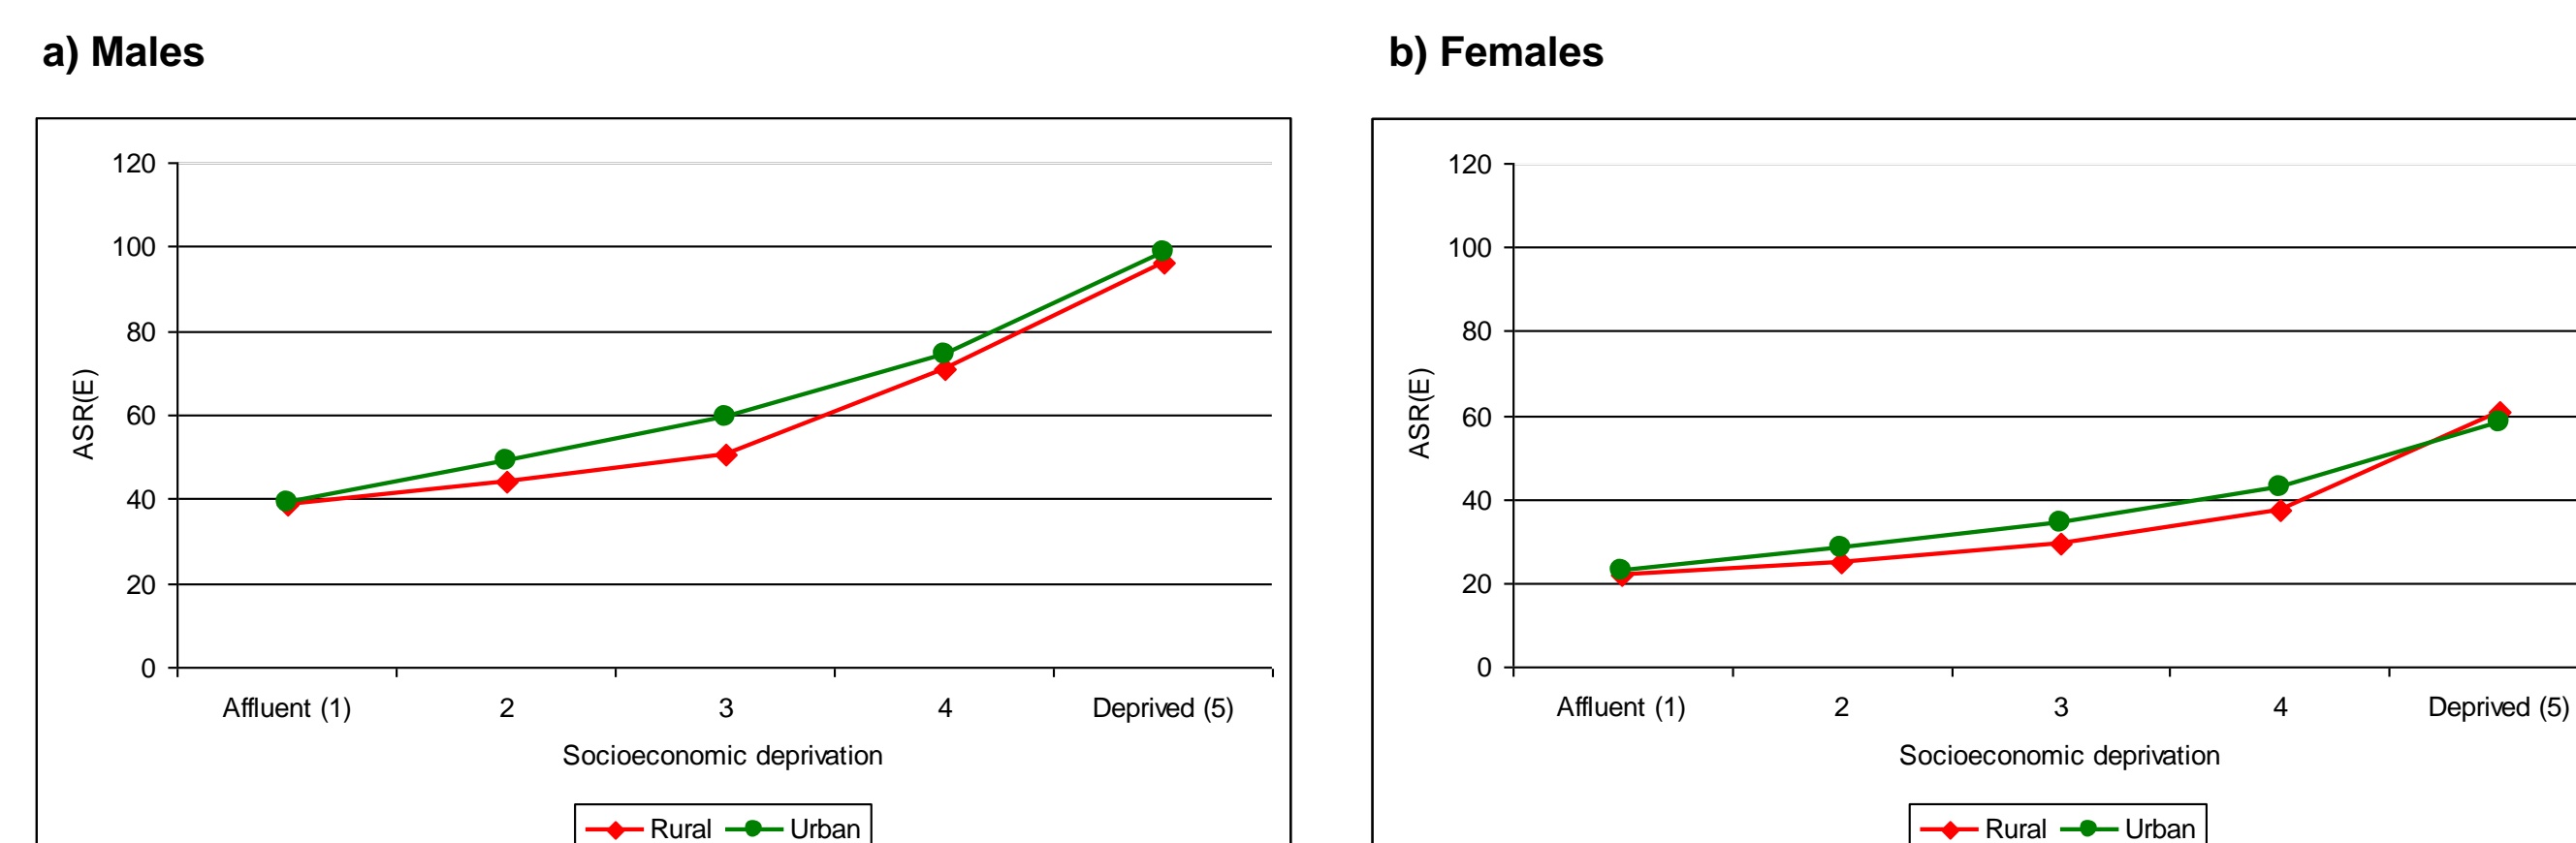 a) Males
120
100
80
60
40
20
0
ASR(E)
Affluent (1) 2 3 4 Deprived (5)
Socioeconomic deprivation
Rural Urban
b) Females
120
100
80
60
40
20
0
ASR(E)
Affluent (1) 2 3 4 Deprived (5)
Socioeconomic deprivation
Rural Urban